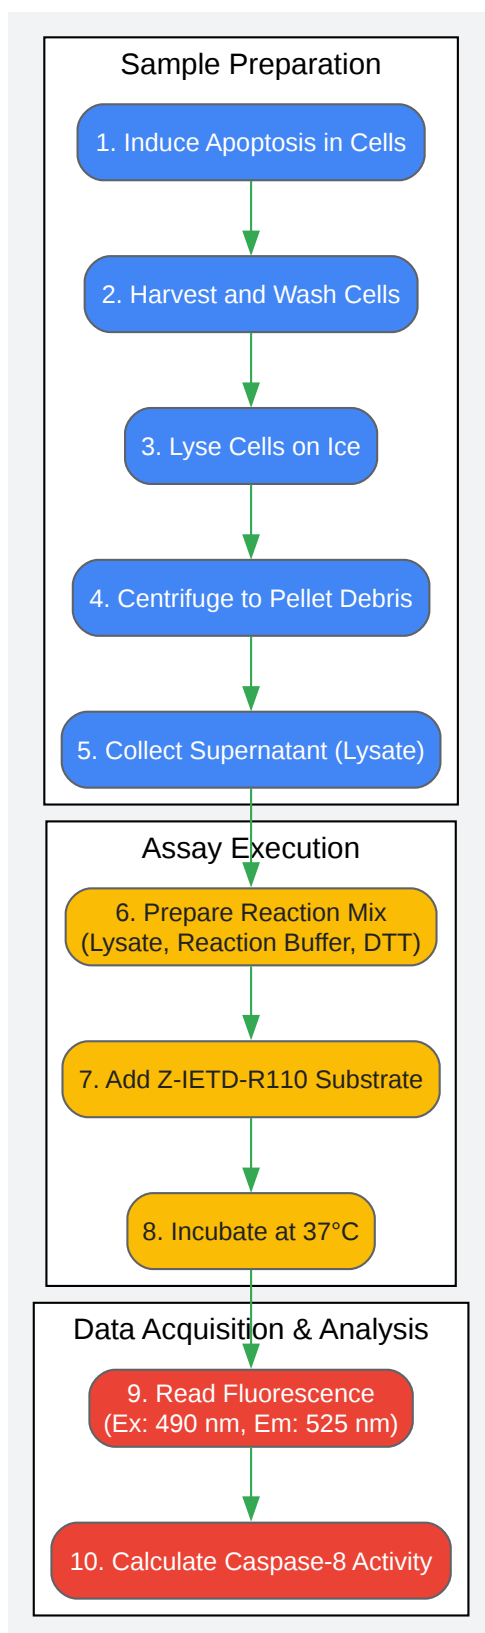 Sample Preparation
1. Induce Apoptosis in Cells
2. Harvest and Wash Cells
3. Lyse Cells on Ice
4. Centrifuge to Pellet Debris
5. Collect Supernatant (Lysate)
Assay Execution
6. Prepare Reaction Mix
(Lysate, Reaction Buffer, DTT)
7. Add Z-IETD-R110 Substrate
8. Incubate at 37°C
Data Acquisition & Analysis
9. Read Fluorescence
(Ex: 490 nm, Em: 525 nm)
10. Calculate Caspase-8 Activity